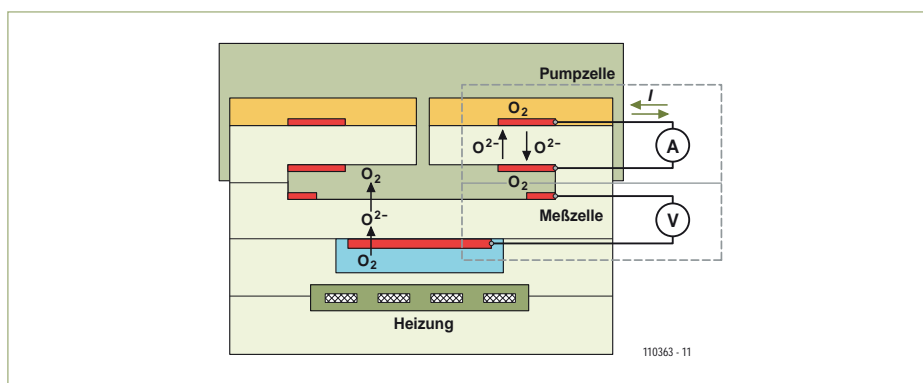 Pumpzelle
I
O2
A
O2– O2–
O2
O2
Meßzelle
V
O2–
O2
Heizung
110363 - 11